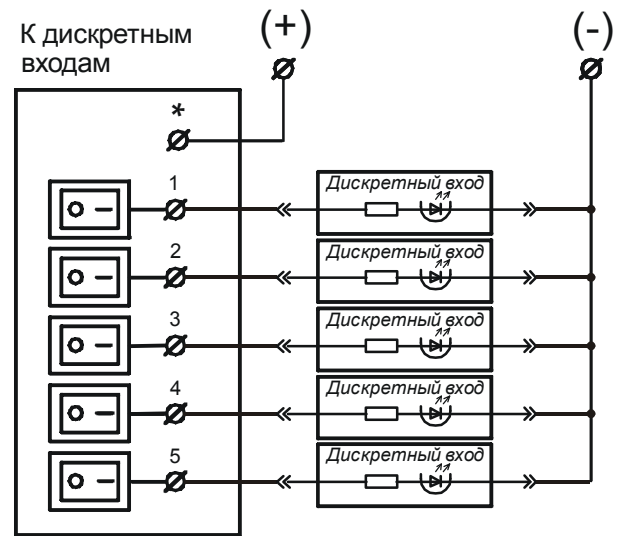 К дискретным
входам
(+)
(-)
*
1
Дискретный вход
2
Дискретный вход
3
Дискретный вход
4
Дискретный вход
5
Дискретный вход